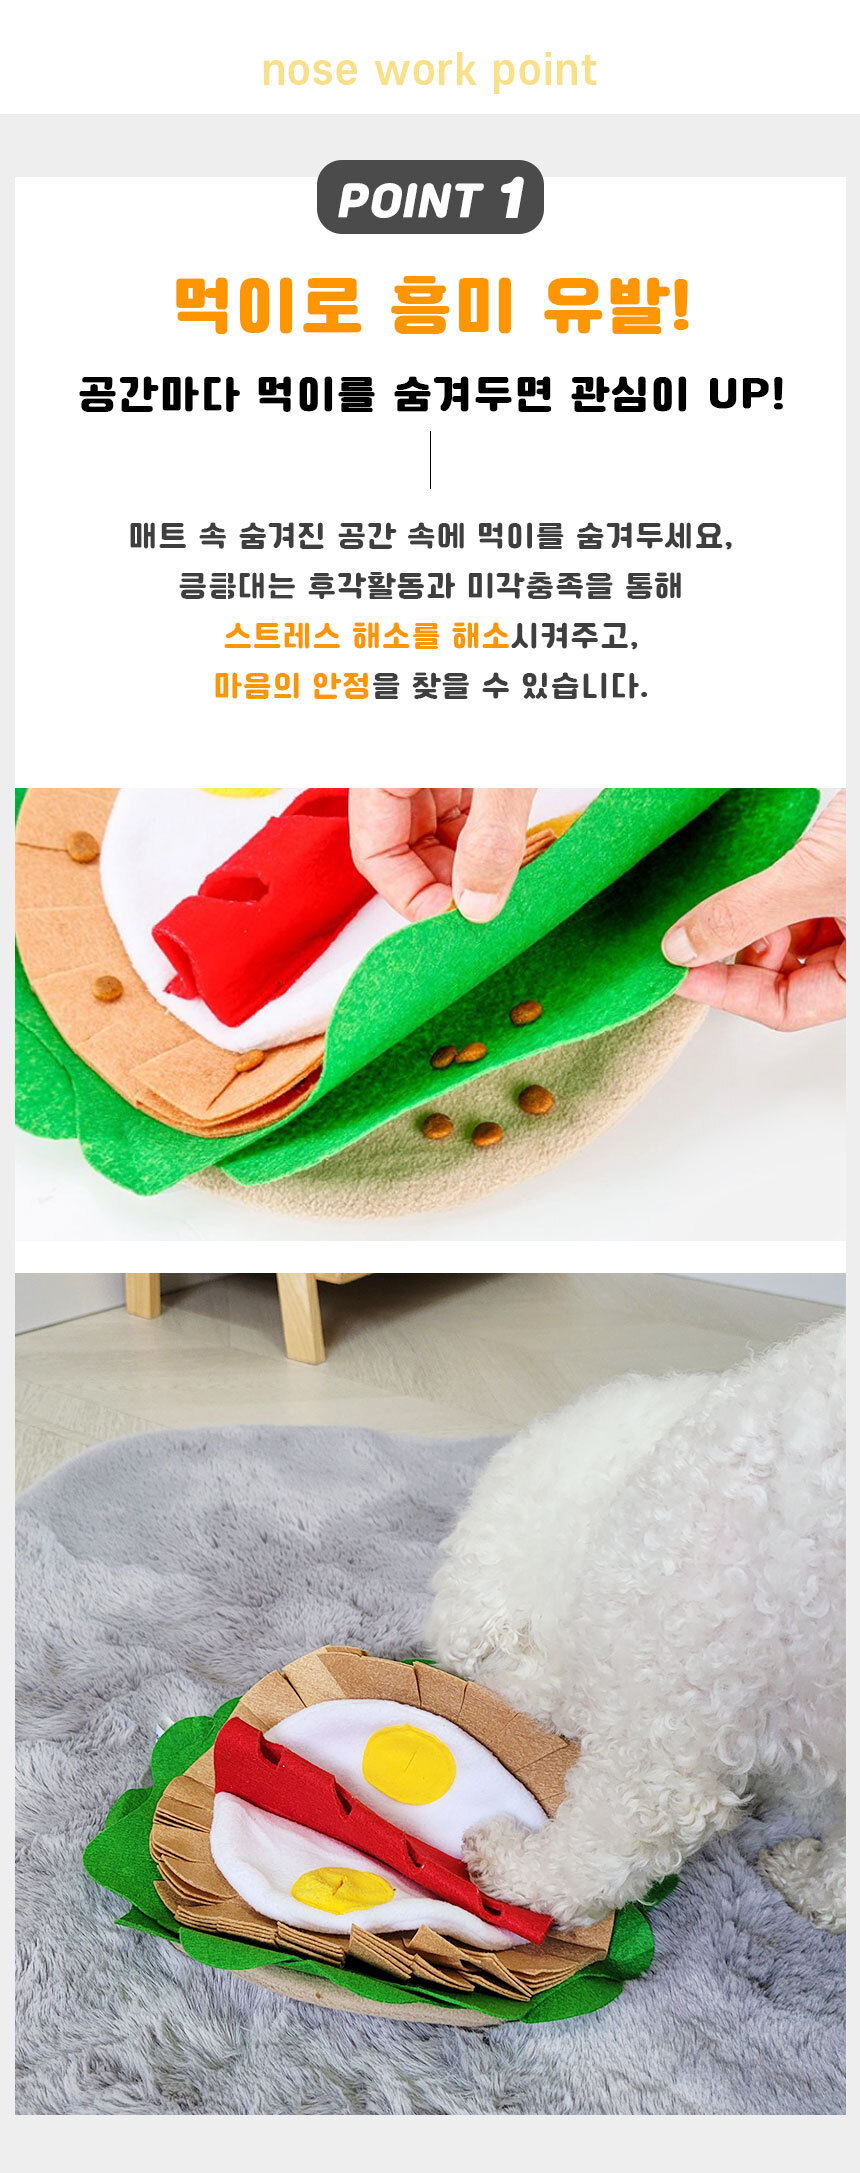 nose work point
POINT 1
먹이로 흥미 유발!
공간마다 먹이를 숨겨두면 관심이 UP!
매트 속 숨겨진 공간 속에 먹이를 숨겨두세요,
킁킁대는 후각활동과 미각충족을 통해
스트레스 해소를 해소시켜주고,
마음의 안정을 찾을 수 있습니다.